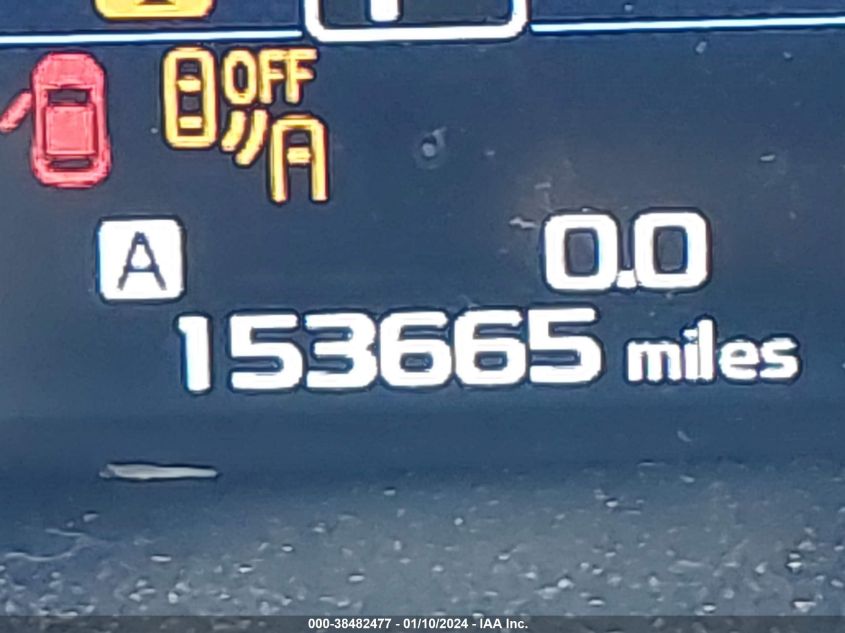 OFF
A 0.0
153665 miles
000-38482477 - 01/10/2024 - IAA Inc.